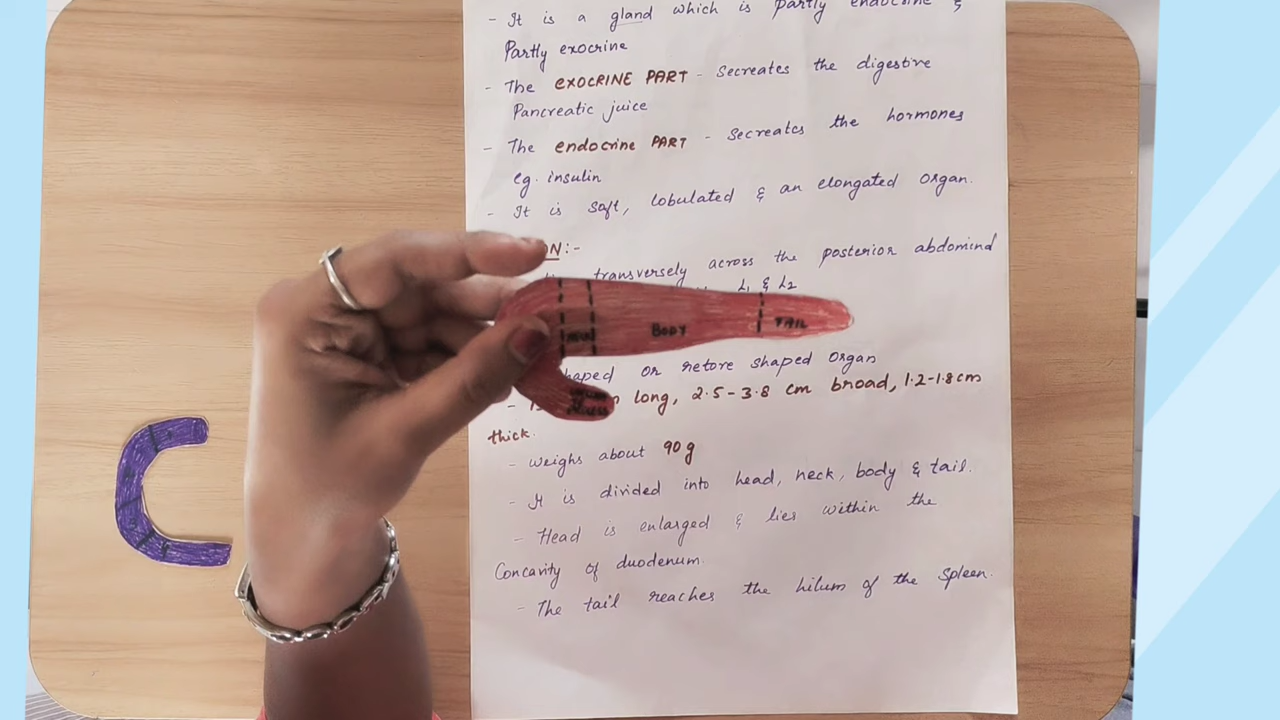 - It is a gland which is partly endocrine &
Partly exocrine
- The EXOCRINE PART - Secreates the digestive
Pancreatic juice
- The endocrine PART - Secreates the hormones
eg. insulin
- It is soft, lobulated & an elongated organ.
N:-
transversely across the posterior abdominal
L1 & L2
BODY
TAIL
shaped or retore shaped Organ
- long, 2.5-3.8 cm broad, 1.2-1.8cm
thick.
- weighs about 90g
- It is divided into head, neck, body & tail.
- Head is enlarged & lies within the
Concavity of duodenum.
- The tail reaches the hilum of the Spleen.